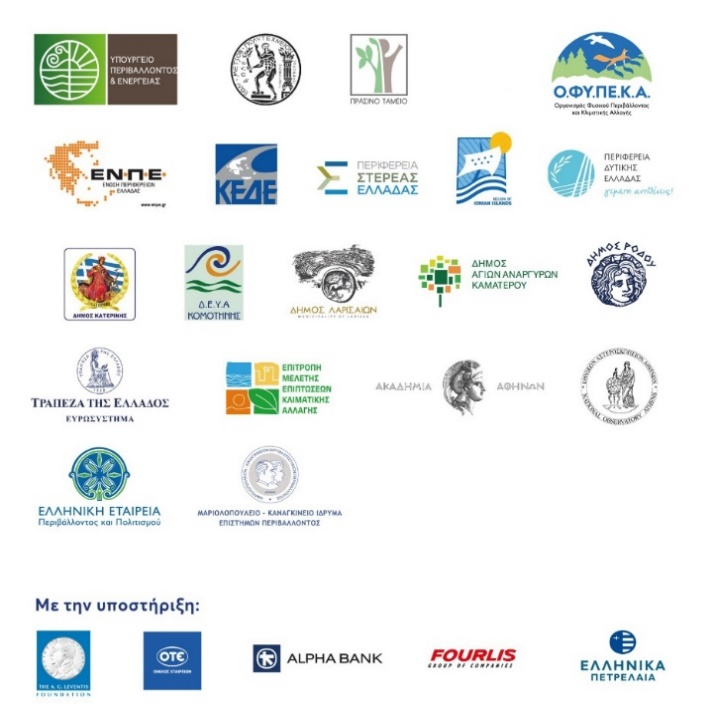 ΥΠΟΥΡΓΕΙΟ
ΠΕΡΙΒΑΛΛΟΝΤΟΣ
& ΕΝΕΡΓΕΙΑΣ
ΠΡΑΣΙΝΟ ΤΑΜΕΙΟ
Ο.ΦΥ.ΠΕ.Κ.Α.
Οργανισμός Φυσικού Περιβάλλοντος
και Κλιματικής Αλλαγής
ΕΝ.Π.Ε
ΕΝΩΣΗ ΠΕΡΙΦΕΡΕΙΩΝ
ΕΛΛΑΔΑΣ
www.enpe.gr
ΚΕΔΕ
ΠΕΡΙΦΕΡΕΙΑ
ΣΤΕΡΕΑΣ
ΕΛΛΑΔΑΣ
REGION OF
IONIAN ISLANDS
ΠΕΡΙΦΕΡΕΙΑ
ΔΥΤΙΚΗΣ
ΕΛΛΑΔΑΣ
γεμάτη αντιθέσεις!
ΔΗΜΟΣ ΚΑΤΕΡΙΝΗΣ
Δ.Ε.Υ.Α
ΚΟΜΟΤΗΝΗΣ
ΔΗΜΟΣ ΛΑΡΙΣΑΙΩΝ
MUNICIPALITY OF LARISSA
ΔΗΜΟΣ
ΑΓΙΩΝ ΑΝΑΡΓΥΡΩΝ
ΚΑΜΑΤΕΡΟΥ
ΔΗΜΟΣ ΡΟΔΟΥ
ΤΡΑΠΕΖΑ ΤΗΣ ΕΛΛΑΔΟΣ
ΕΥΡΩΣΥΣΤΗΜΑ
ΕΠΙΤΡΟΠΗ
ΜΕΛΕΤΗΣ
ΕΠΙΠΤΩΣΕΩΝ
ΚΛΙΜΑΤΙΚΗΣ
ΑΛΛΑΓΗΣ
ΑΚΑΔΗΜΙΑ ΑΘΗΝΩΝ
ΕΘΝΙΚΟΝ ΑΣΤΕΡΟΣΚΟΠΕΙΟΝ ΑΘΗΝΩΝ
NATIONAL OBSERVATORY ATHENS
ΕΛΛΗΝΙΚΗ ΕΤΑΙΡΕΙΑ
Περιβάλλοντος και Πολιτισμού
ΜΑΡΙΟΛΟΠΟΥΛΕΙΟ - ΚΑΝΑΓΚΙΝΕΙΟ ΙΔΡΥΜΑ
ΕΠΙΣΤΗΜΩΝ ΠΕΡΙΒΑΛΛΟΝΤΟΣ
Με την υποστήριξη:
THE A. G. LEVENTIS
FOUNDATION
ΟΤΕ
ΟΜΙΛΟΣ ΕΤΑΙΡΕΙΩΝ
ALPHA BANK
FOURLIS
GROUP OF COMPANIES
ΕΛΛΗΝΙΚΑ
ΠΕΤΡΕΛΑΙΑ